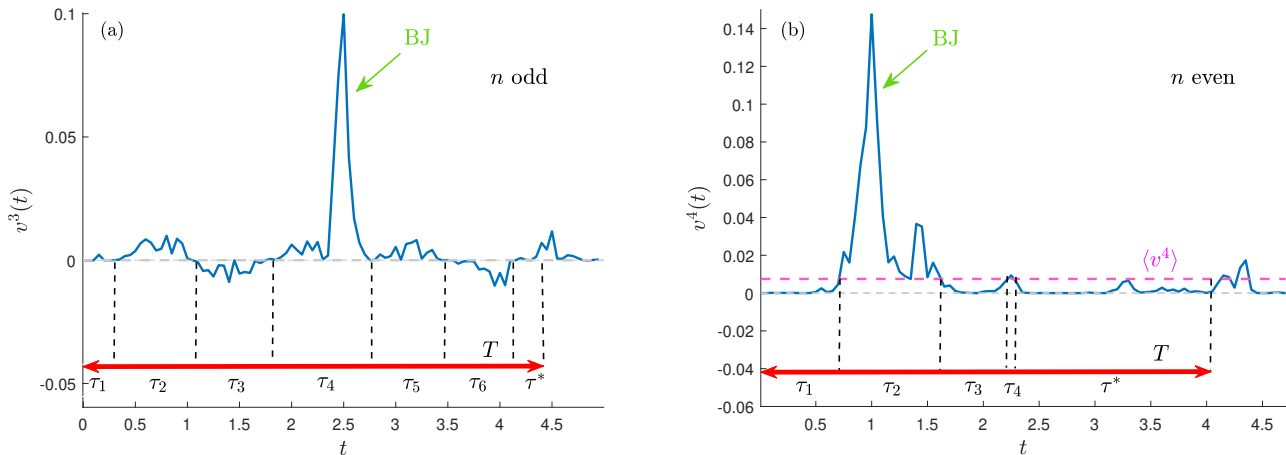 (a)
BJ
n odd
v³(t)
0.1
0.05
0
-0.05
T
τ₁ τ₂ τ₃ τ₄ τ₅ τ₆ τ*
0 0.5 1 1.5 2 2.5 3 3.5 4 4.5
t
(b)
BJ
n even
v⁴(t)
0.14
0.12
0.1
0.08
0.06
0.04
0.02
0
-0.02
-0.04
-0.06
⟨v⁴⟩
T
τ₁ τ₂ τ₃ τ₄ τ*
0.5 1 1.5 2 2.5 3 3.5 4 4.5
t